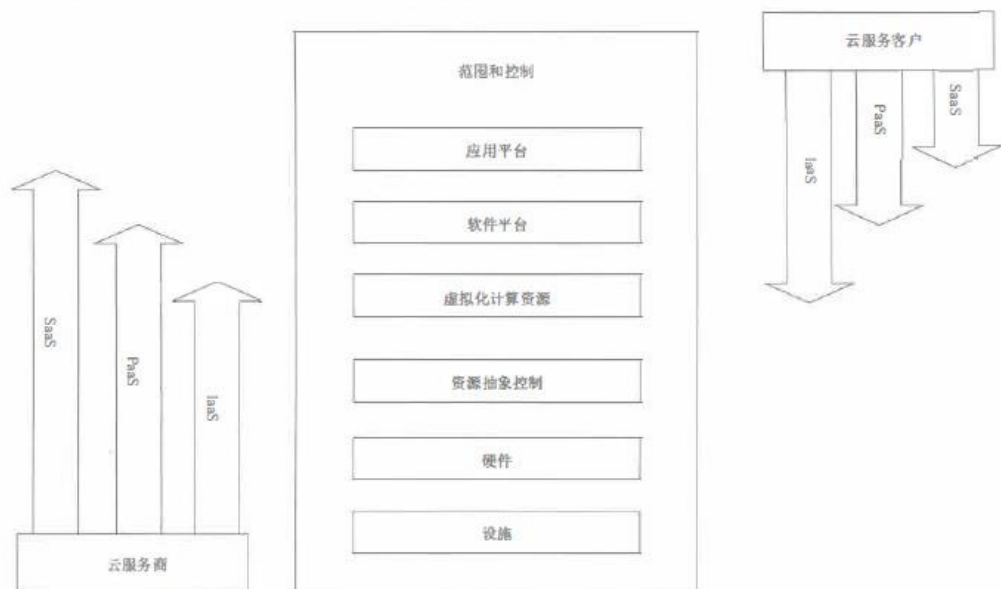 云服务客户
范围和控制
SaaS
PaaS
IaaS
应用平台
软件平台
虚拟化计算资源
SaaS
PaaS
IaaS
资源抽象控制
硬件
设施
云服务商